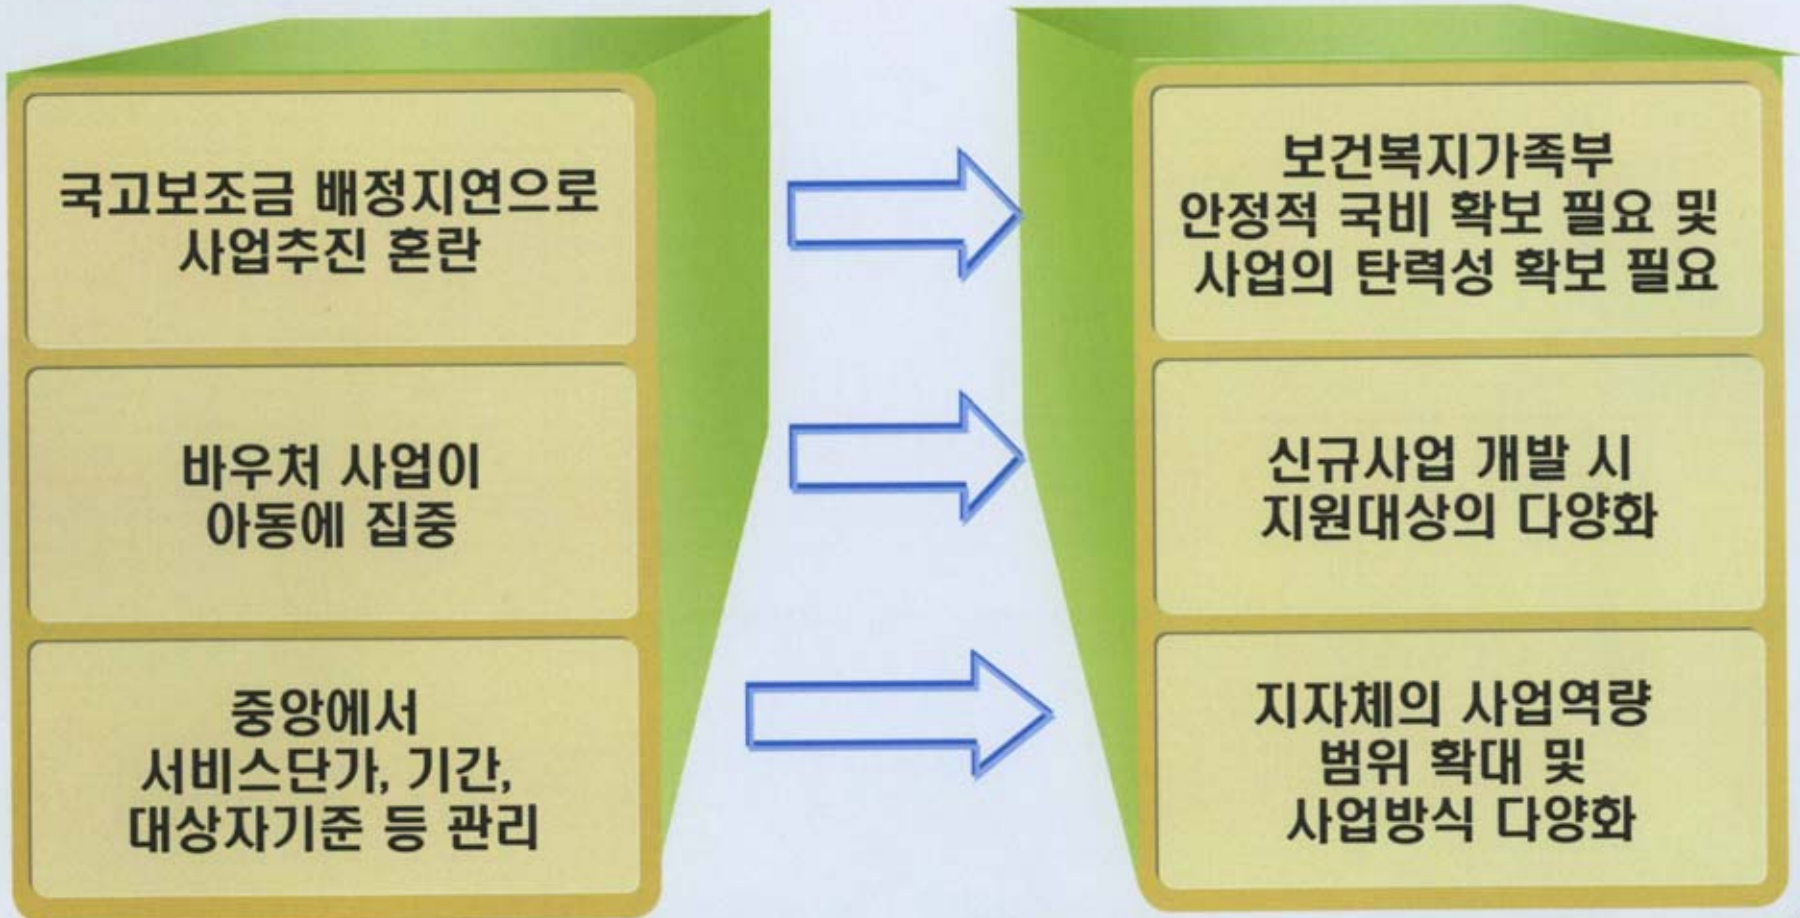 국고보조금 배정지연으로
사업추진 혼란
보건복지가족부
안정적 국비 확보 필요 및
사업의 탄력성 확보 필요
바우처 사업이
아동에 집중
신규사업 개발 시
지원대상의 다양화
중앙에서
서비스단가, 기간,
대상자기준 등 관리
지자체의 사업역량
범위 확대 및
사업방식 다양화